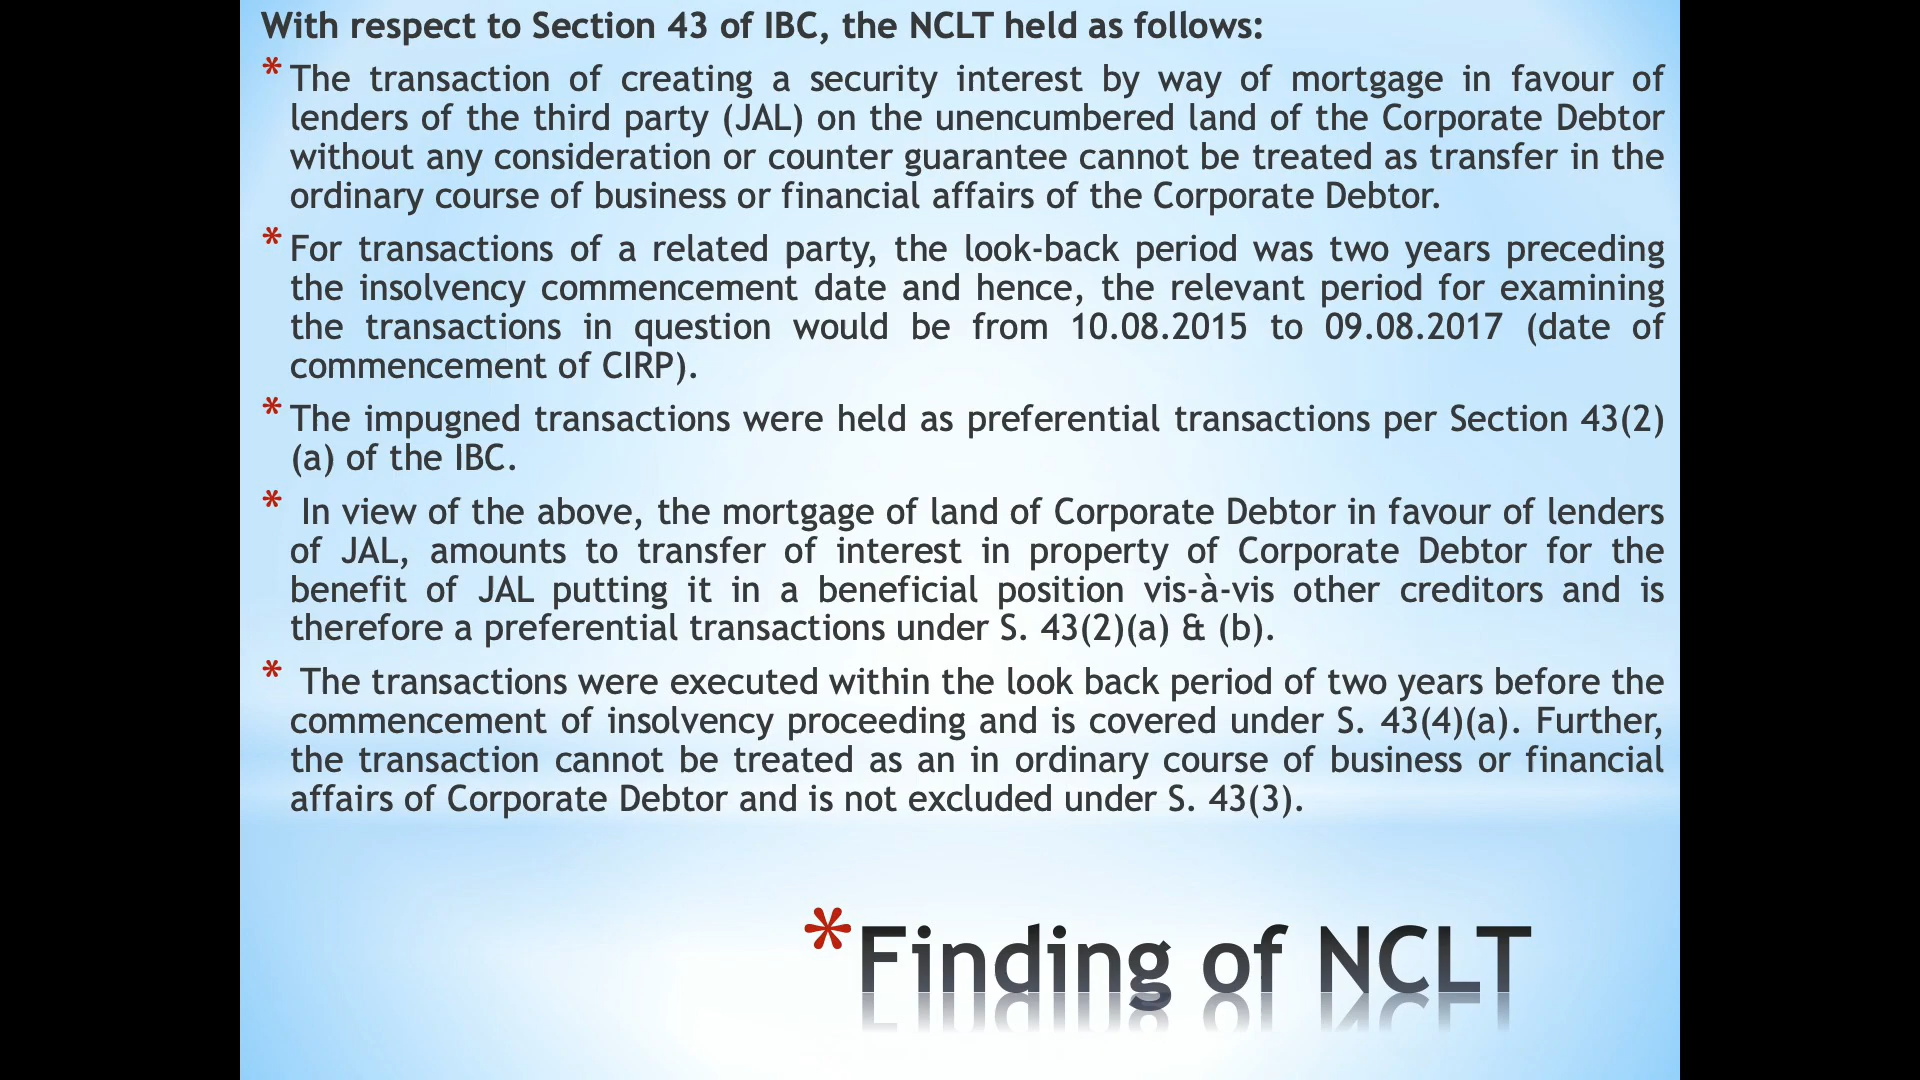 With respect to Section 43 of IBC, the NCLT held as follows:
* The transaction of creating a security interest by way of mortgage in favour of
lenders of the third party (JAL) on the unencumbered land of the Corporate Debtor
without any consideration or counter guarantee cannot be treated as transfer in the
ordinary course of business or financial affairs of the Corporate Debtor.
* For transactions of a related party, the look-back period was two years preceding
the insolvency commencement date and hence, the relevant period for examining
the transactions in question would be from 10.08.2015 to 09.08.2017 (date of
commencement of CIRP).
* The impugned transactions were held as preferential transactions per Section 43(2)
(a) of the IBC.
* In view of the above, the mortgage of land of Corporate Debtor in favour of lenders
of JAL, amounts to transfer of interest in property of Corporate Debtor for the
benefit of JAL putting it in a beneficial position vis-à-vis other creditors and is
therefore a preferential transactions under S. 43(2)(a) & (b).
* The transactions were executed within the look back period of two years before the
commencement of insolvency proceeding and is covered under S. 43(4)(a). Further,
the transaction cannot be treated as an in ordinary course of business or financial
affairs of Corporate Debtor and is not excluded under S. 43(3).
*Finding of NCLT